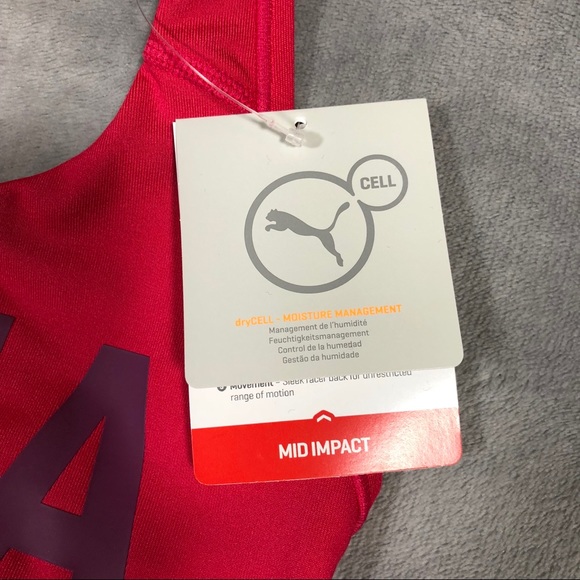 CELL
dryCELL - MOISTURE MANAGEMENT
Management de l'humidité
Feuchtigkeitsmanagement
Control de la humedad
Gestão da humidade
Movement - Sleek racer back for unrestricted
range of motion
MID IMPACT
A